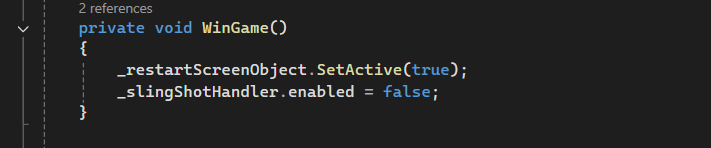 2 references
private void WinGame()
{
_restartScreenObject.SetActive(true);
_slingShotHandler.enabled = false;
}